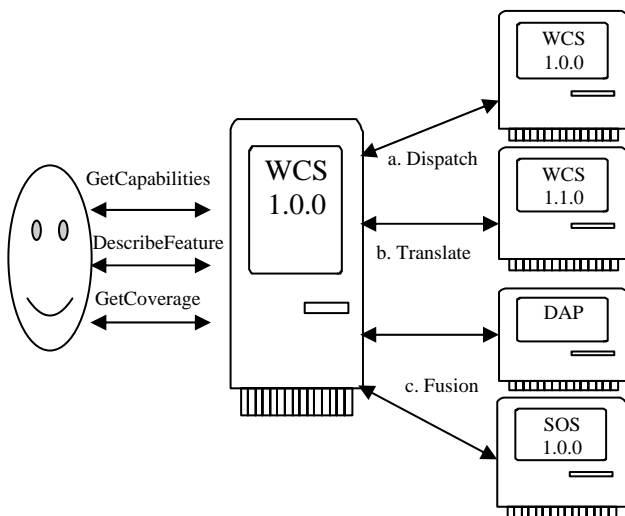 GetCapabilities
DescribeFeature
GetCoverage
WCS
1.0.0
a. Dispatch
b. Translate
c. Fusion
WCS
1.0.0
WCS
1.1.0
DAP
SOS
1.0.0